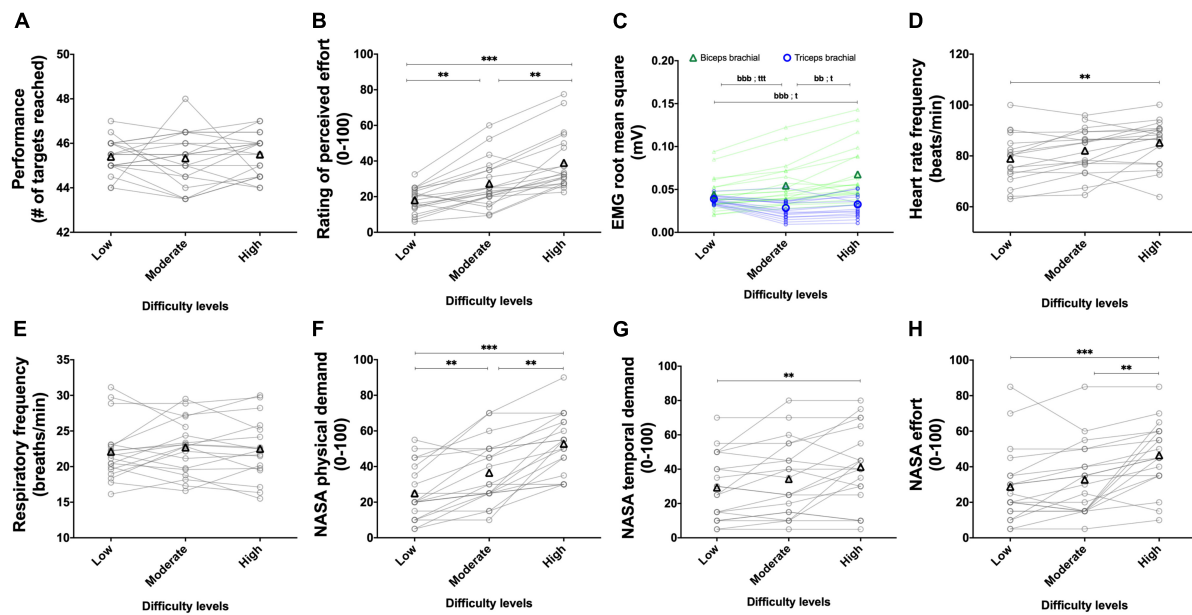 A
Performance
(# of targets reached)
50
48
46
44
42
Low
Moderate
High
Difficulty levels
B
Rating of perceived effort
(0-100)
100
80
60
40
20
0
***
**
**
Low
Moderate
High
Difficulty levels
C
EMG root mean square
(mV)
Biceps brachial
Triceps brachial
0.20
0.15
0.10
0.05
0.00
bbb ; ttt
bb ; t
bbb ; t
Low
Moderate
High
Difficulty levels
D
Heart rate frequency
(beats/min)
120
100
80
60
**
Low
Moderate
High
Difficulty levels
E
Respiratory frequency
(breaths/min)
35
30
25
20
15
10
Low
Moderate
High
Difficulty levels
F
NASA physical demand
(0-100)
100
80
60
40
20
0
***
**
**
Low
Moderate
High
Difficulty levels
G
NASA temporal demand
(0-100)
100
80
60
40
20
0
**
Low
Moderate
High
Difficulty levels
H
NASA effort
(0-100)
100
80
60
40
20
0
***
**
Low
Moderate
High
Difficulty levels